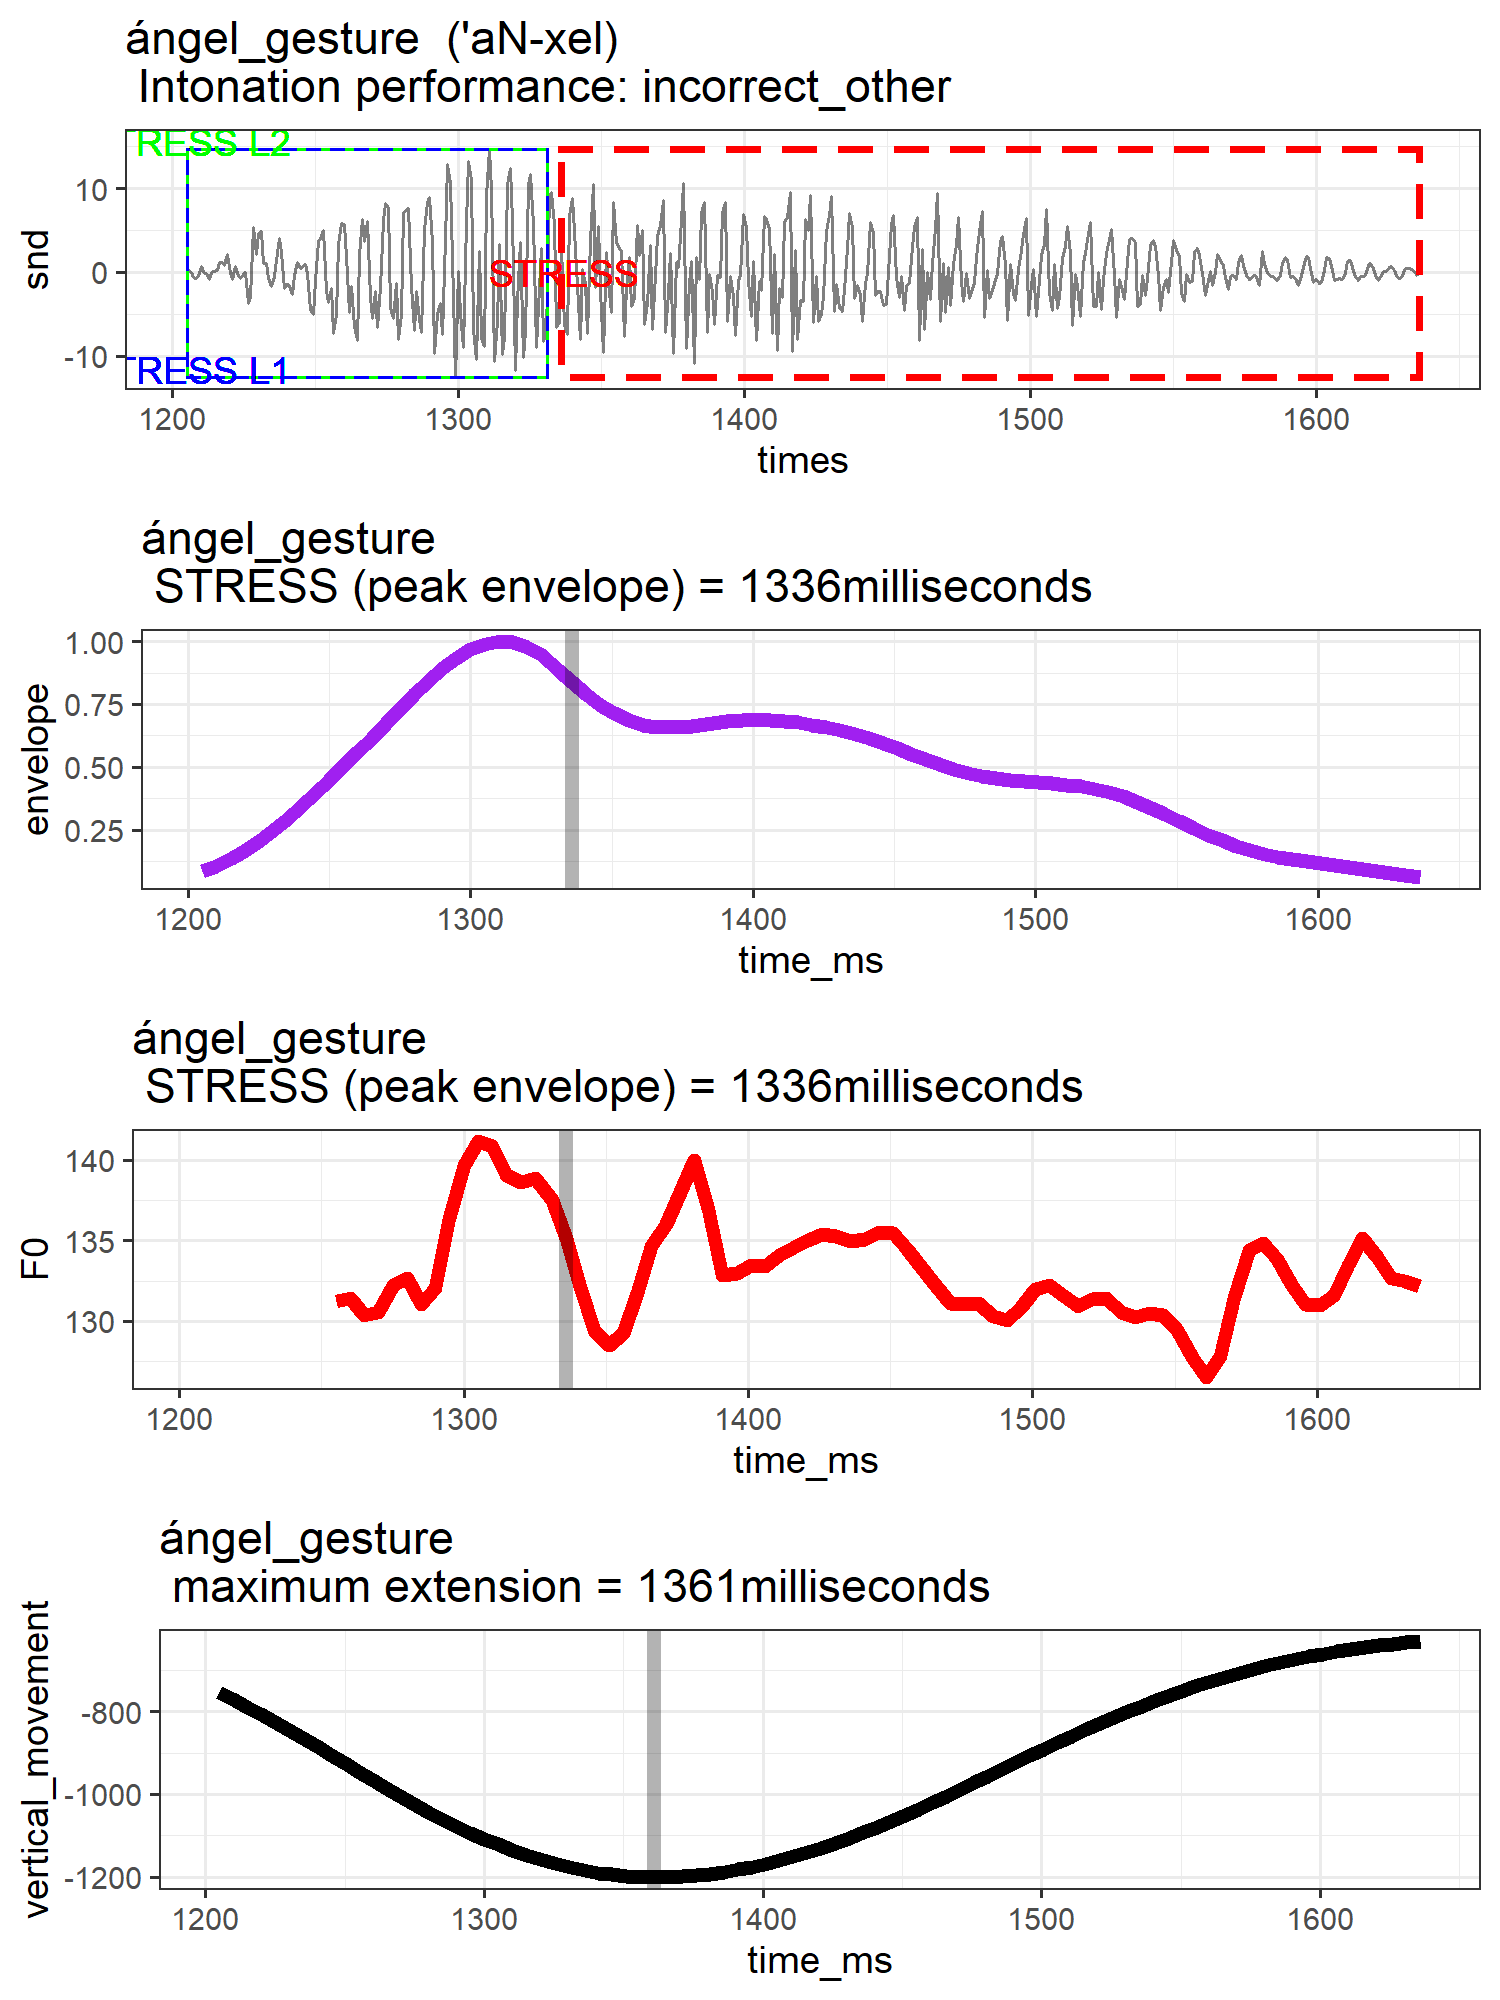 ángel_gesture ('aN-xel)
Intonation performance: incorrect_other
RESS L2
STRESS
RESS L1
snd
10
0
-10
1200 1300 1400 1500 1600
times
ángel_gesture
STRESS (peak envelope) = 1336milliseconds
envelope
1.00
0.75
0.50
0.25
1200 1300 1400 1500 1600
time_ms
ángel_gesture
STRESS (peak envelope) = 1336milliseconds
F0
140
135
130
1200 1300 1400 1500 1600
time_ms
ángel_gesture
maximum extension = 1361milliseconds
vertical_movement
-800
-1000
-1200
1200 1300 1400 1500 1600
time_ms